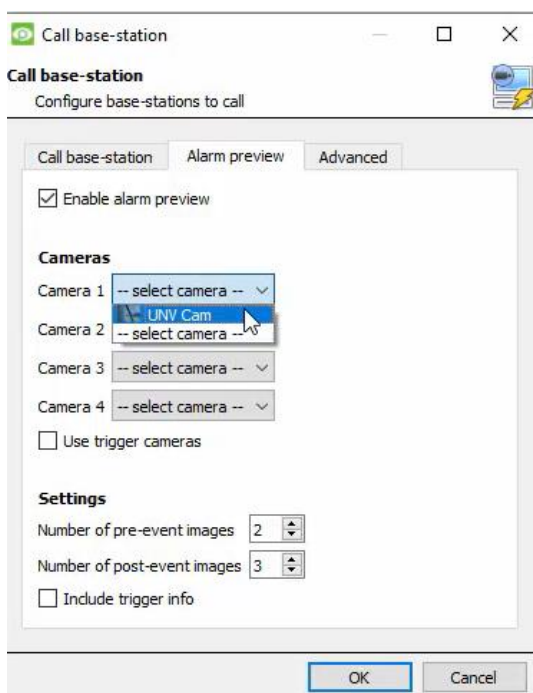 Call base-station
Call base-station
Configure base-stations to call
Call base-station Alarm preview Advanced
Enable alarm preview
Cameras
Camera 1 -- select camera --
UNV Cam
Camera 2 -- select camera --
Camera 3 -- select camera --
Camera 4 -- select camera --
Use trigger cameras
Settings
Number of pre-event images 2
Number of post-event images 3
Include trigger info
OK Cancel